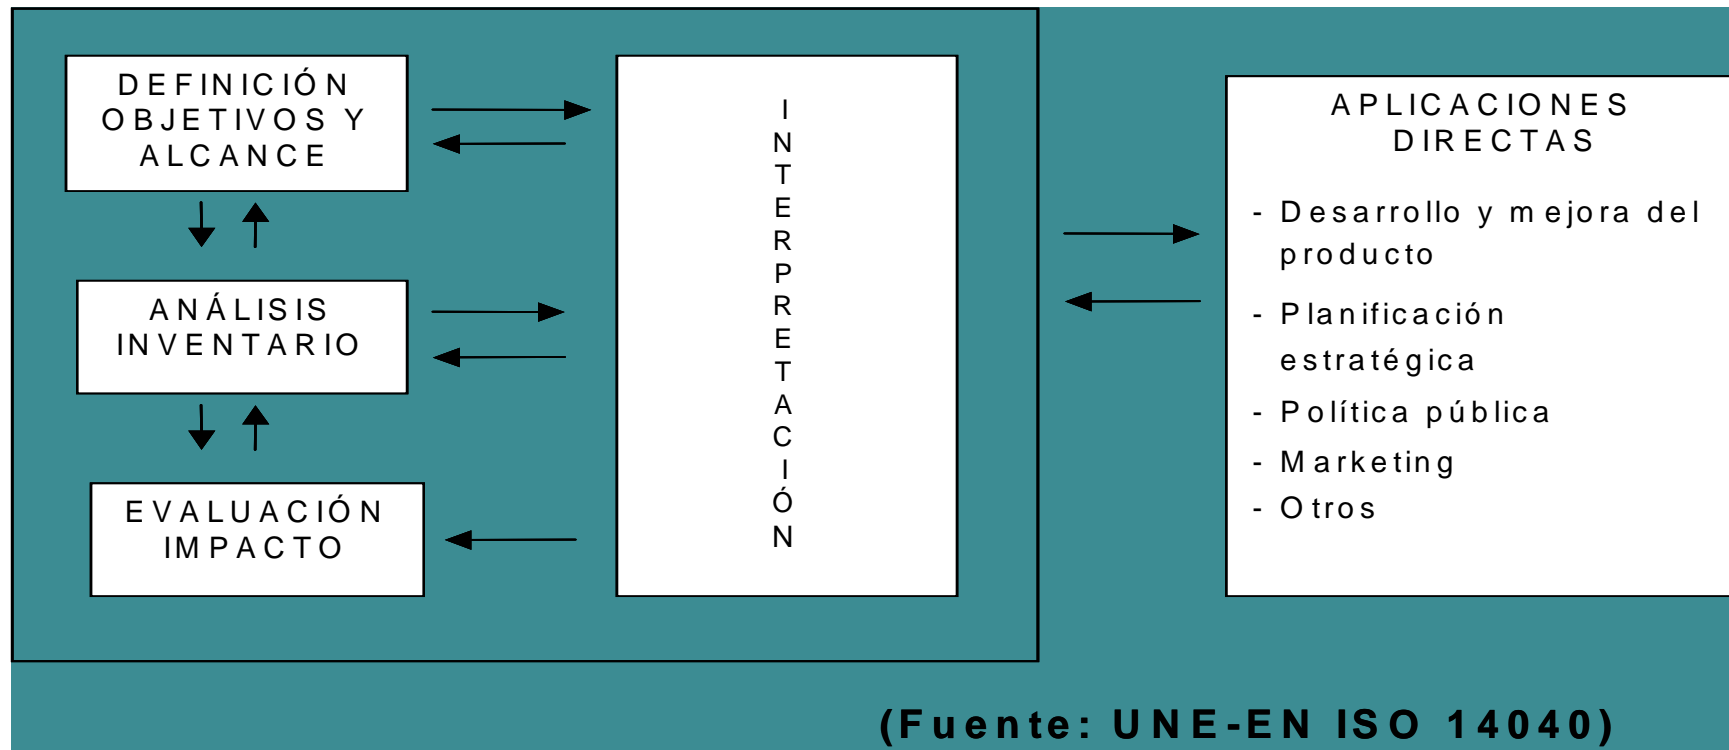 DEFINICIÓN
OBJETIVOS Y
ALCANCE
ANÁLISIS
INVENTARIO
EVALUACIÓN
IMPACTO
INTERPRETACIÓN
APLICACIONES
DIRECTAS
- Desarrollo y mejora del
producto
- Planificación
estratégica
- Política pública
- Marketing
- Otros
(Fuente: UNE-EN ISO 14040)